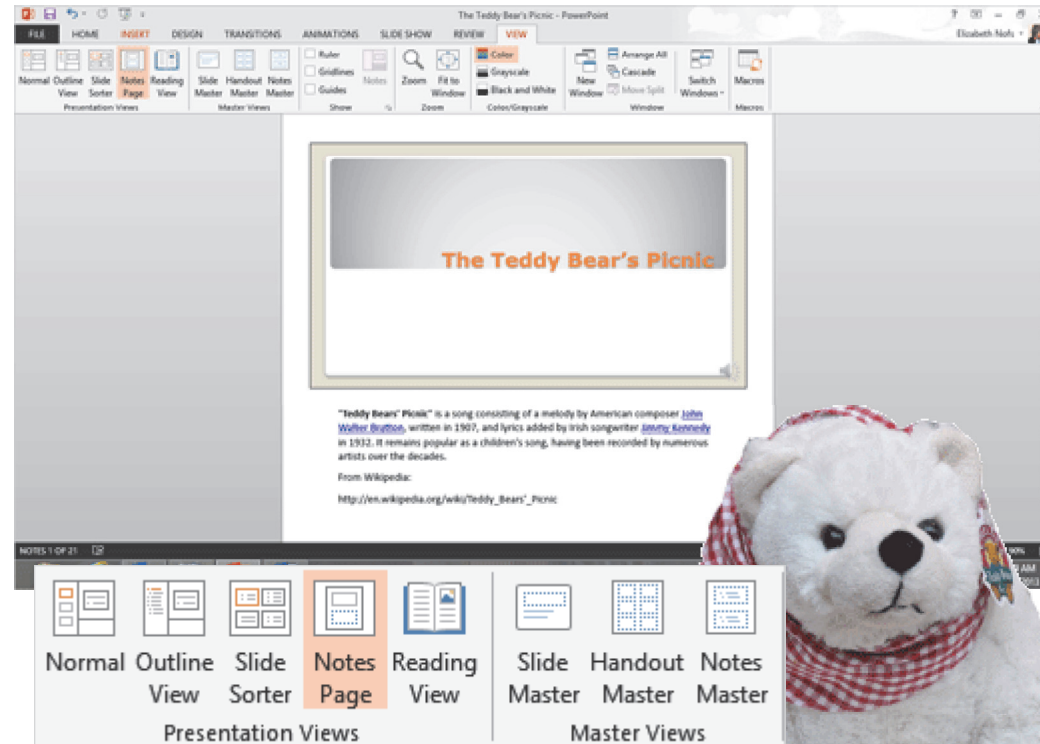 The Teddy Bear's Picnic - PowerPoint
FILE HOME INSERT DESIGN TRANSITIONS ANIMATIONS SLIDE SHOW REVIEW VIEW Elizabeth Nofs
Normal Outline View Slide Sorter Notes Page Reading View
Presentation Views
Slide Master Handout Master Notes Master
Master Views
Ruler
Gridlines
Guides
Notes
Show
Zoom Fit to Window
Zoom
Color
Grayscale
Black and White
Color/Grayscale
New Window
Arrange All
Cascade
Move Split
Switch Windows
Window
Macros
Macros
The Teddy Bear's Picnic
"Teddy Bears' Picnic" is a song consisting of a melody by American composer John
Walter Bratton, written in 1907, and lyrics added by Irish songwriter Jimmy Kennedy
in 1932. It remains popular as a children's song, having been recorded by numerous
artists over the decades.
From Wikipedia:
http://en.wikipedia.org/wiki/Teddy_Bears'_Picnic
NOTES 1 OF 21
90%
AM
2013
Normal Outline Slide Notes Reading
View Sorter Page View
Presentation Views
Slide Handout Notes
Master Master Master
Master Views